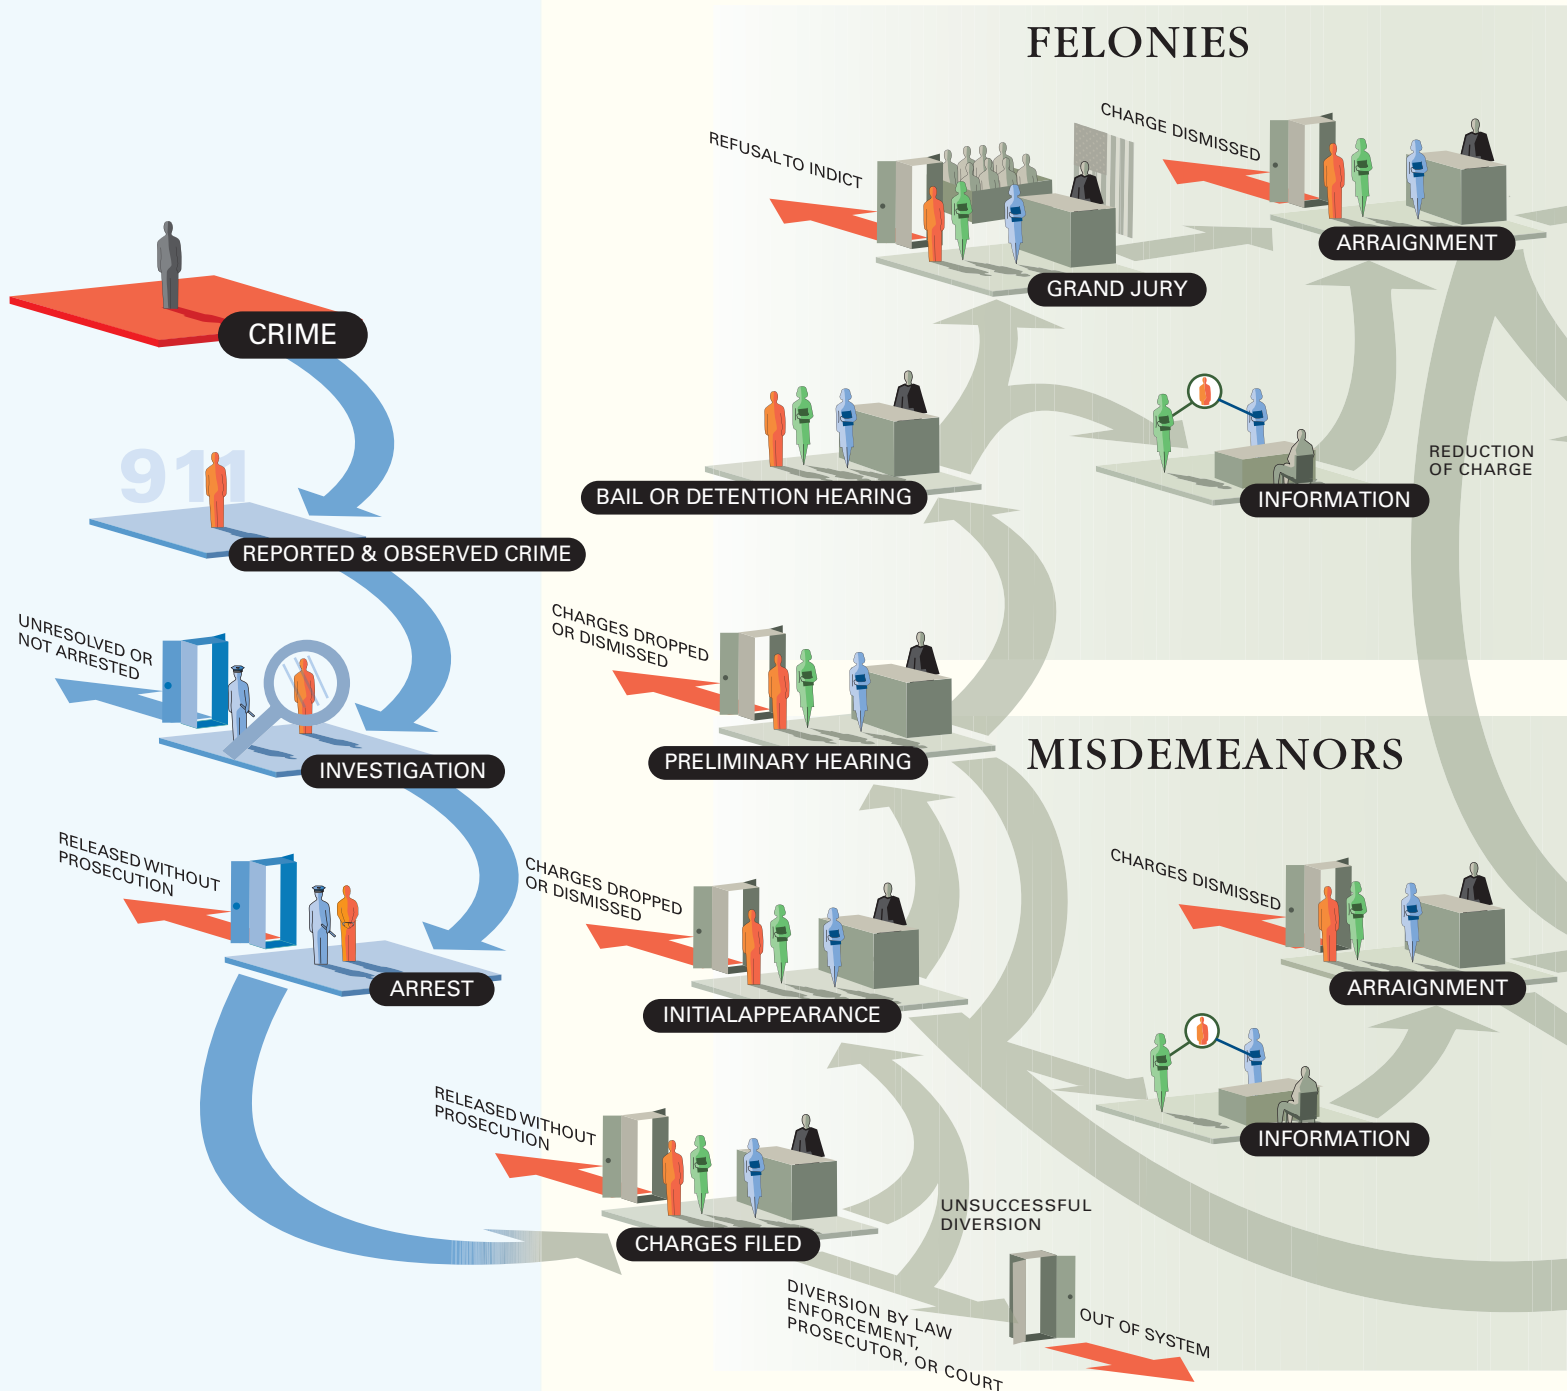 FELONIES
CHARGE DISMISSED
REFUSAL TO INDICT
ARRAIGNMENT
GRAND JURY
CRIME
911
REDUCTION
OF CHARGE
BAIL OR DETENTION HEARING
INFORMATION
REPORTED & OBSERVED CRIME
UNRESOLVED OR
NOT ARRESTED
CHARGES DROPPED
OR DISMISSED
INVESTIGATION
PRELIMINARY HEARING
MISDEMEANORS
RELEASED WITHOUT
PROSECUTION
CHARGES DROPPED
OR DISMISSED
CHARGES DISMISSED
ARREST
INITIALAPPEARANCE
ARRAIGNMENT
RELEASED WITHOUT
PROSECUTION
INFORMATION
UNSUCCESSFUL
DIVERSION
CHARGES FILED
DIVERSION BY LAW
ENFORCEMENT,
PROSECUTOR, OR COURT
OUT OF SYSTEM